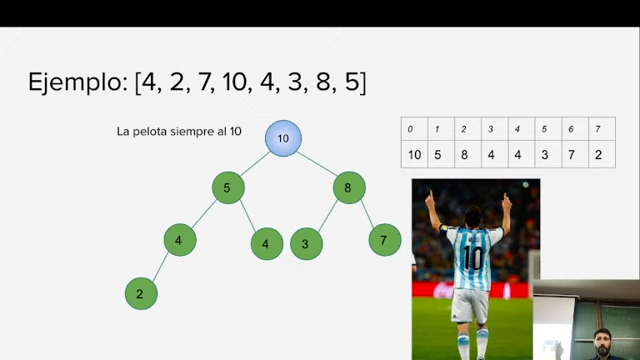 Ejemplo: [4, 2, 7, 10, 4, 3, 8, 5]
La pelota siempre al 10
10
5
8
4
4
3
7
2
0 1 2 3 4 5 6 7
10 5 8 4 4 3 7 2
10